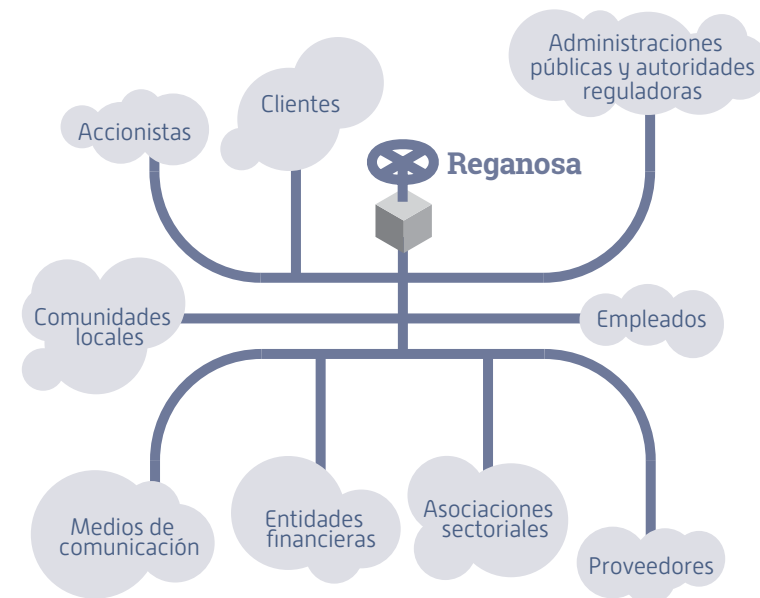 Administraciones
públicas y autoridades
reguladoras
Clientes
Accionistas
Reganosa
Comunidades
locales
Empleados
Medios de
comunicación
Entidades
financieras
Asociaciones
sectoriales
Proveedores